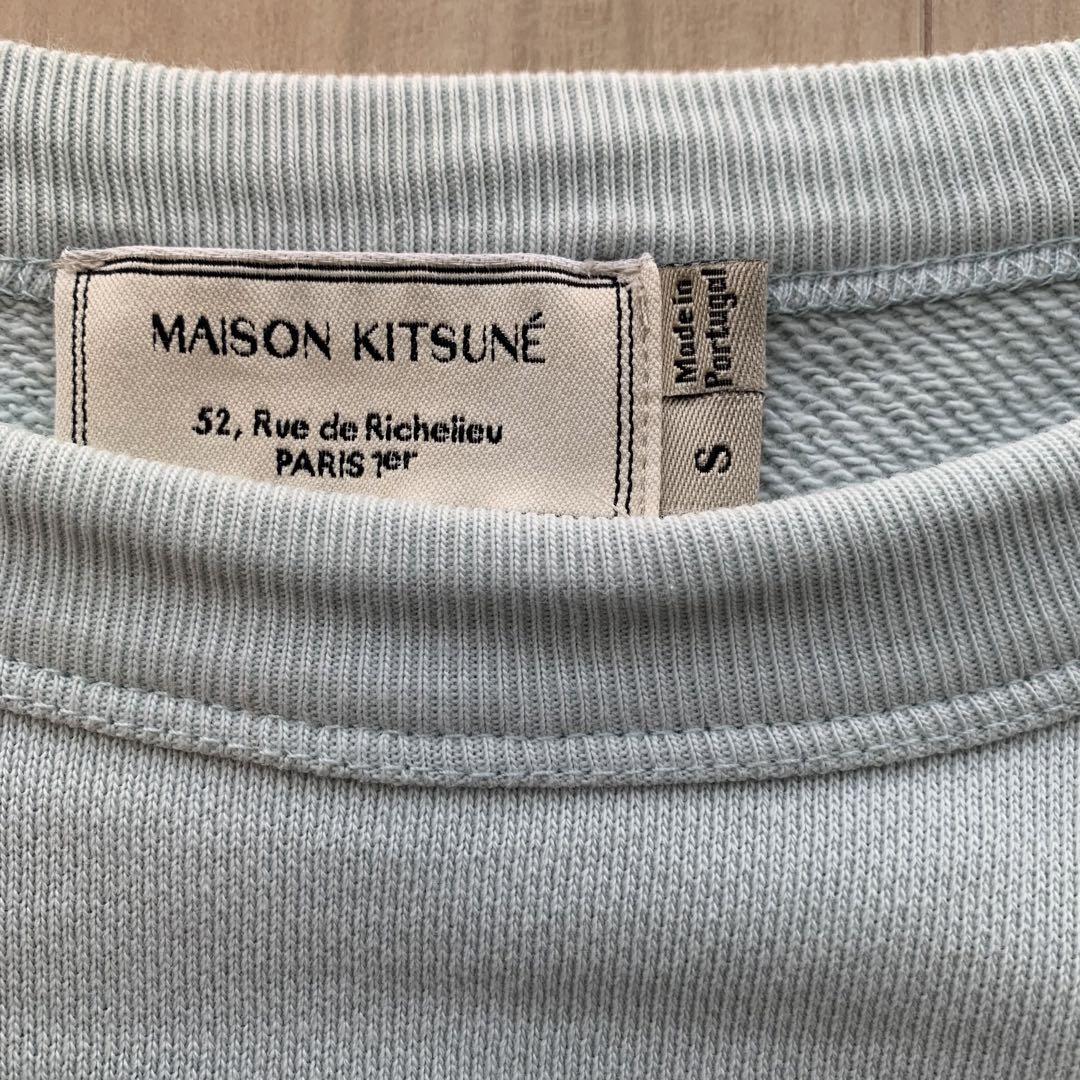 MAISON KITSUNÉ
52, Rue de Richelieu
PARIS 1er
Made in
Portugal
S